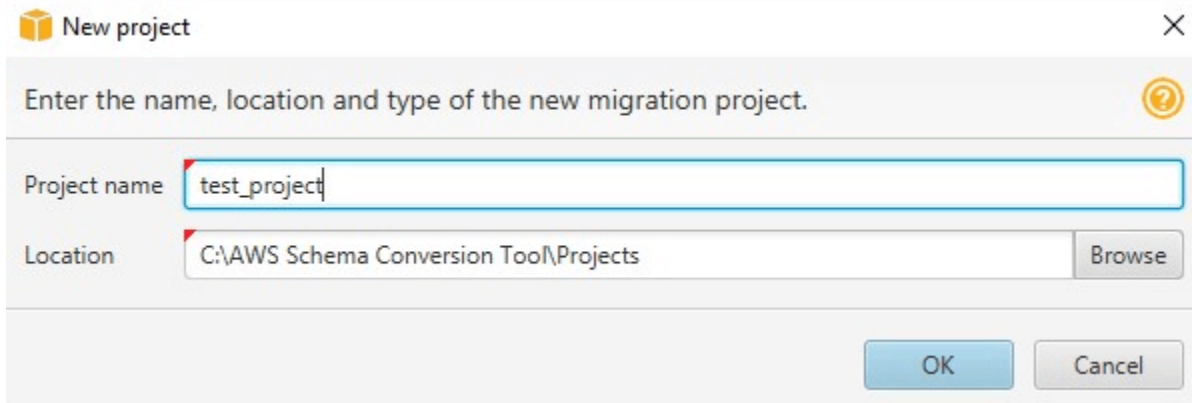 New project
Enter the name, location and type of the new migration project.
Project name test_project
Location C:\AWS Schema Conversion Tool\Projects Browse
OK Cancel